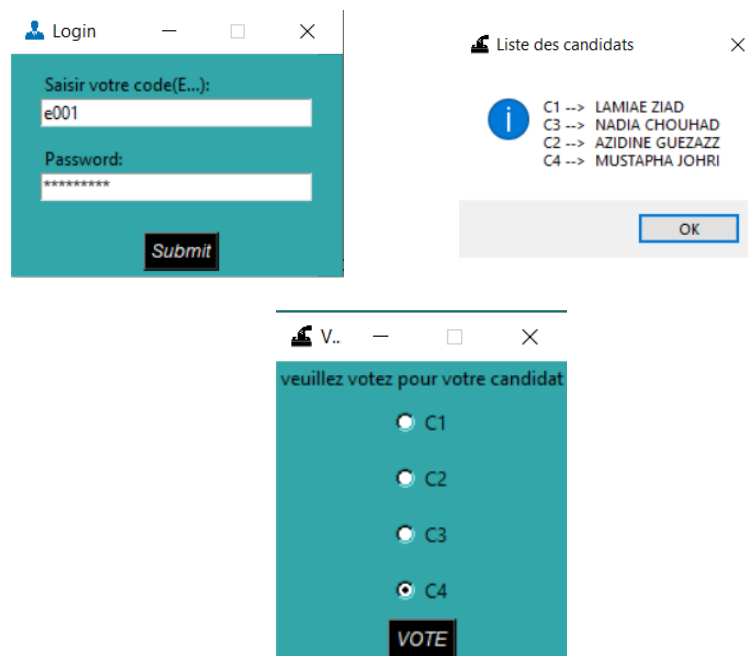 Login
Saisir votre code(E...):
e001
Password:
*********
Submit
Liste des candidats
C1 --> LAMIAE ZIAD
C3 --> NADIA CHOUHAD
C2 --> AZIDINE GUEZAZZ
C4 --> MUSTAPHA JOHRI
OK
V..
veuillez votez pour votre candidat
C1
C2
C3
C4
VOTE